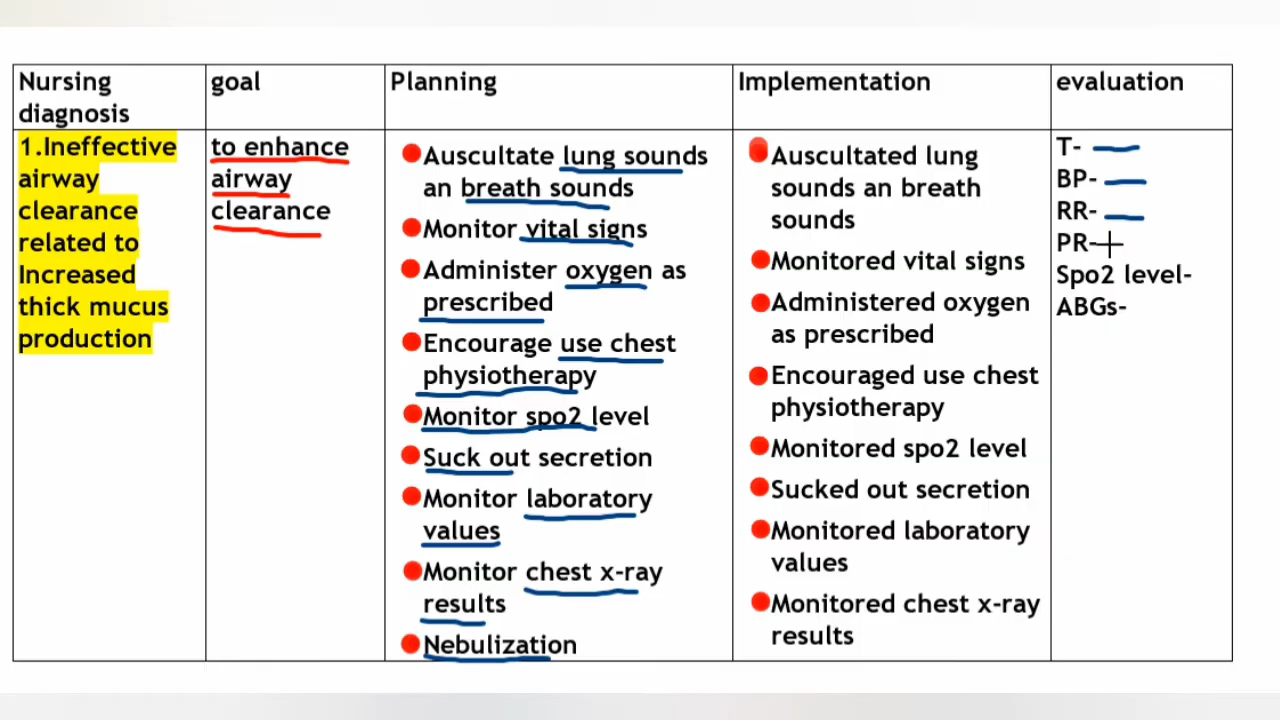 Nursing
diagnosis
goal
Planning
Implementation
evaluation
1.Ineffective
airway
clearance
related to
Increased
thick mucus
production
to enhance
airway
clearance
Auscultate lung sounds
an breath sounds
Monitor vital signs
Administer oxygen as
prescribed
Encourage use chest
physiotherapy
Monitor spo2 level
Suck out secretion
Monitor laboratory
values
Monitor chest x-ray
results
Nebulization
Auscultated lung
sounds an breath
sounds
Monitored vital signs
Administered oxygen
as prescribed
Encouraged use chest
physiotherapy
Monitored spo2 level
Sucked out secretion
Monitored laboratory
values
Monitored chest x-ray
results
T-
BP-
RR-
PR-
Spo2 level-
ABGs-